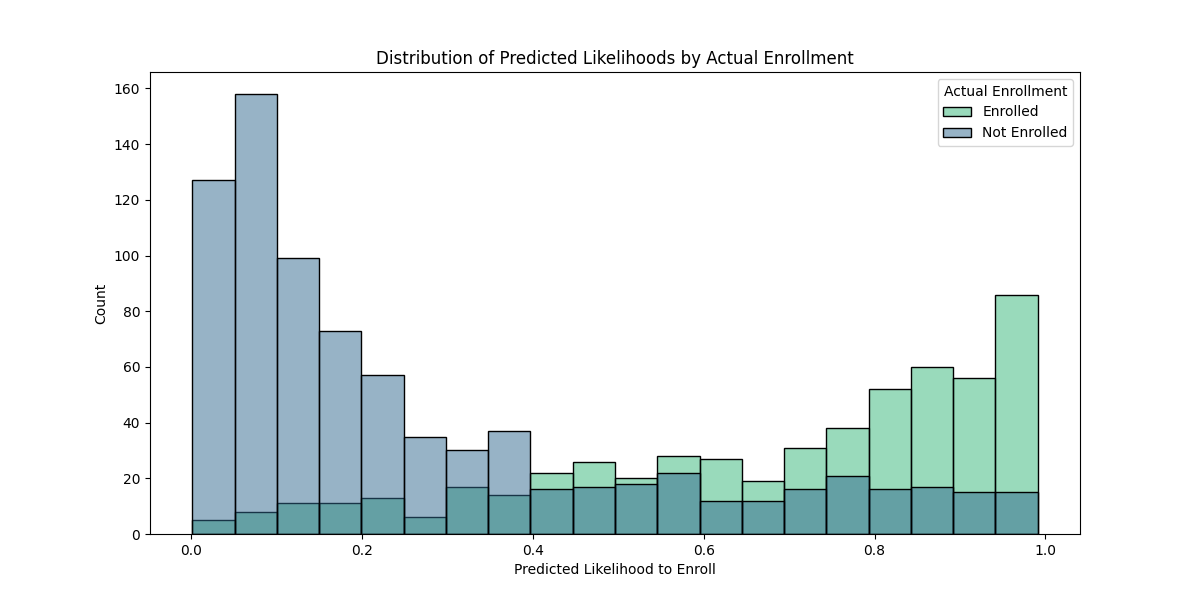 Distribution of Predicted Likelihoods by Actual Enrollment
Actual Enrollment
Enrolled
Not Enrolled
Count
160
140
120
100
80
60
40
20
0
0.0 0.2 0.4 0.6 0.8 1.0
Predicted Likelihood to Enroll